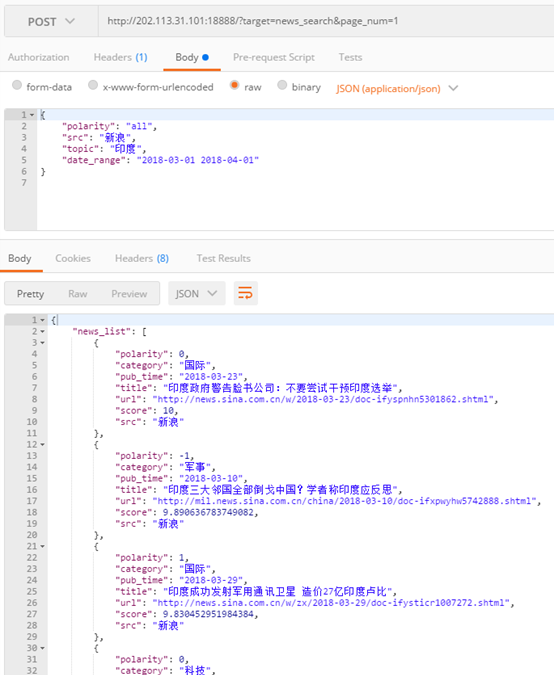 POST http://202.113.31.101:18888/?target=news_search&page_num=1
Authorization Headers (1) Body Pre-request Script Tests
form-data x-www-form-urlencoded raw binary JSON (application/json)
1 {
2 "polarity": "all",
3 "src": "新浪",
4 "topic": "印度",
5 "date_range": "2018-03-01 2018-04-01"
6 }
7
Body Cookies Headers (8) Test Results
Pretty Raw Preview JSON
1 {
2 "news_list": [
3 {
4 "polarity": 0,
5 "category": "国际",
6 "pub_time": "2018-03-23",
7 "title": "印度政府警告脸书公司：不要尝试干预印度选举",
8 "url": "http://news.sina.com.cn/w/2018-03-23/doc-ifyspnhn5301862.shtml",
9 "score": 10,
10 "src": "新浪"
11 },
12 {
13 "polarity": -1,
14 "category": "军事",
15 "pub_time": "2018-03-10",
16 "title": "印度三大邻国全部倒戈中国？学者称印度应反思",
17 "url": "http://mil.news.sina.com.cn/china/2018-03-10/doc-ifxpwyhw5742888.shtml",
18 "score": 9.890636783749082,
19 "src": "新浪"
20 },
21 {
22 "polarity": 1,
23 "category": "国际",
24 "pub_time": "2018-03-29",
25 "title": "印度成功发射军用通讯卫星 造价27亿印度卢比",
26 "url": "http://news.sina.com.cn/w/zx/2018-03-29/doc-ifysticr1007272.shtml",
27 "score": 9.830452951984384,
28 "src": "新浪"
29 },
30 {
31 "polarity": 0,
32 "category": "科技",